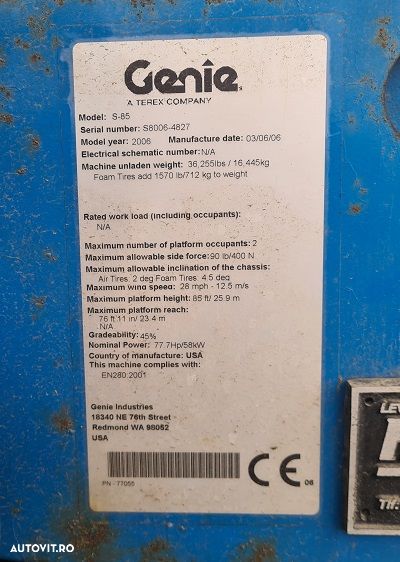 Genie
A TEREX COMPANY
Model: S-85
Serial number: S8006-4827
Model year: 2006 Manufacture date: 03/06/06
Electrical schematic number: N/A
Machine unladen weight: 36,255lbs / 16,445kg
Foam Tires add 1570 lb/712 kg to weight
Rated work load (including occupants):
N/A
Maximum number of platform occupants: 2
Maximum allowable side force: 90 lb/400 N
Maximum allowable inclination of the chassis:
Air Tires: 2 deg Foam Tires: 4.5 deg
Maximum wind speed: 28 mph - 12.5 m/s
Maximum platform height: 85 ft/ 25.9 m
Maximum platform reach:
76 ft 11 in/ 23.4 m
N/A
Gradeability: 45%
Nominal Power: 77.7Hp/58kW
Country of manufacture: USA
This machine complies with:
EN280:2001
Genie Industries
18340 NE 76th Street
Redmond WA 98052
USA
PN - 77055
CE 06
LEV
TW.
AUTOVIT.RO